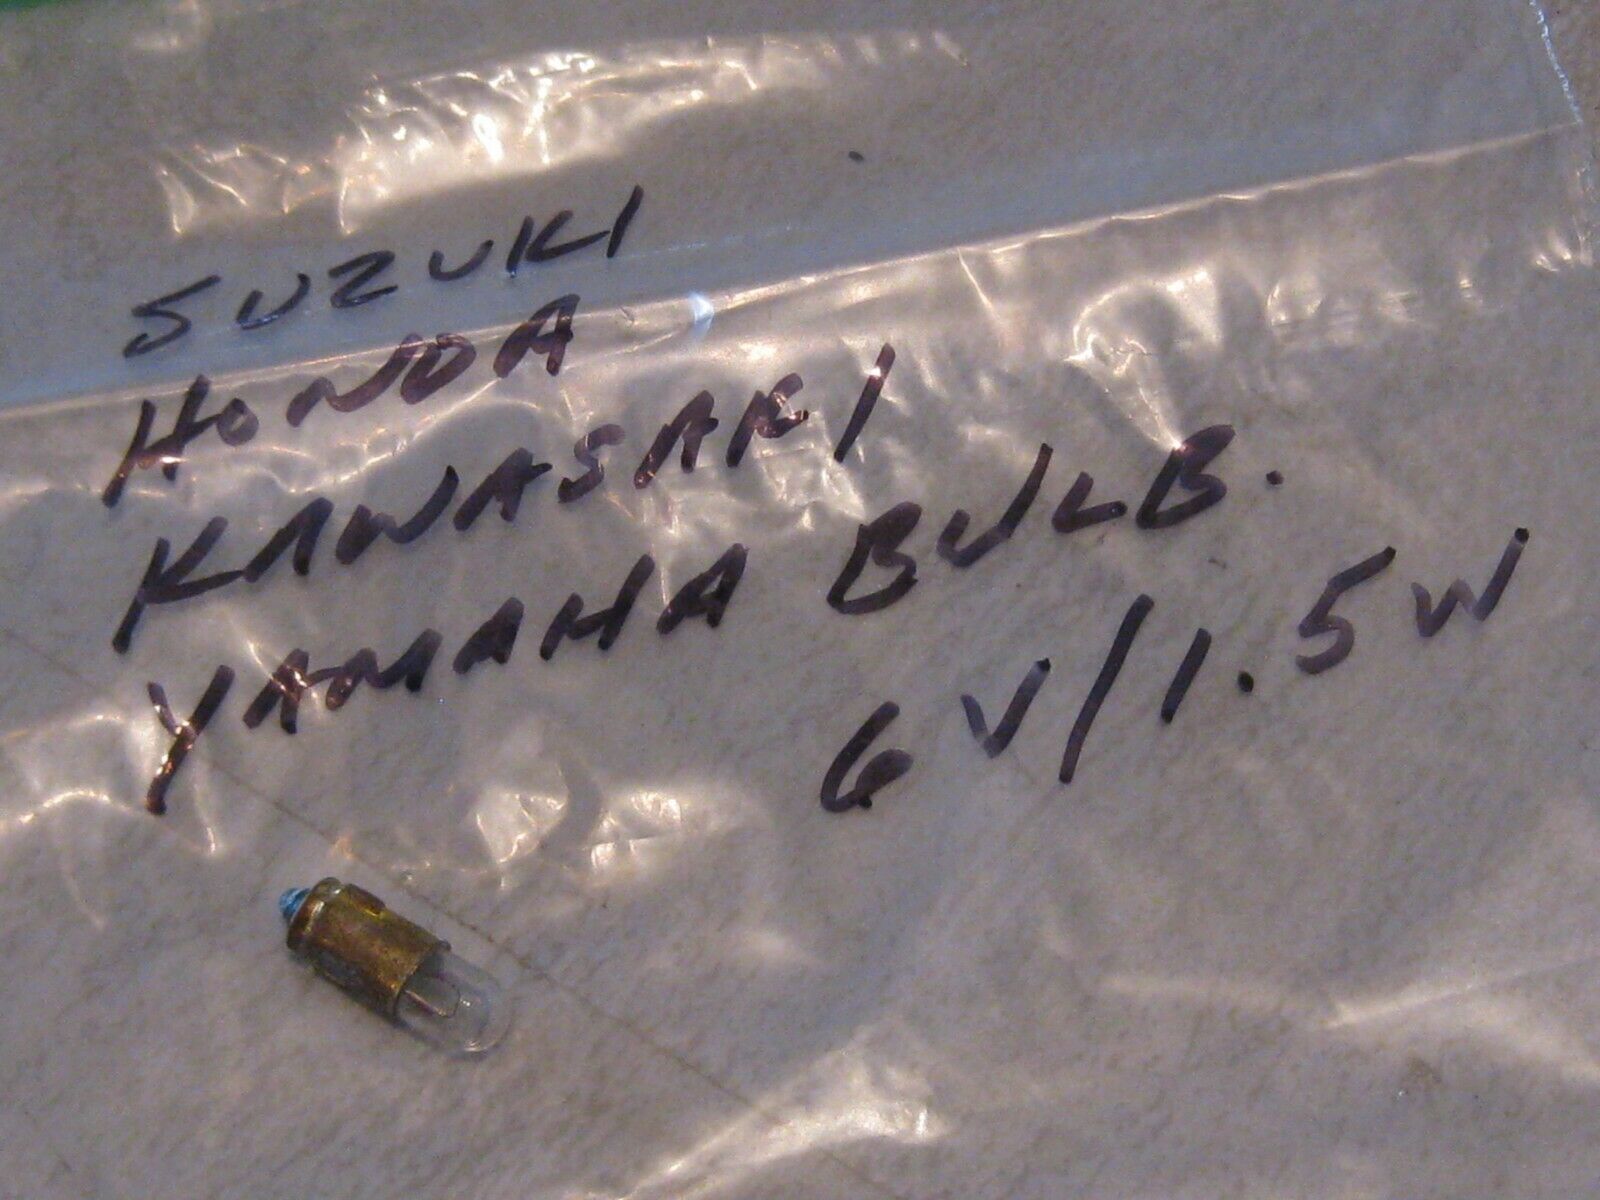 SUZUKI
HONDA
KAWASAKI
YAMAHA BULB.
6V/1.5W